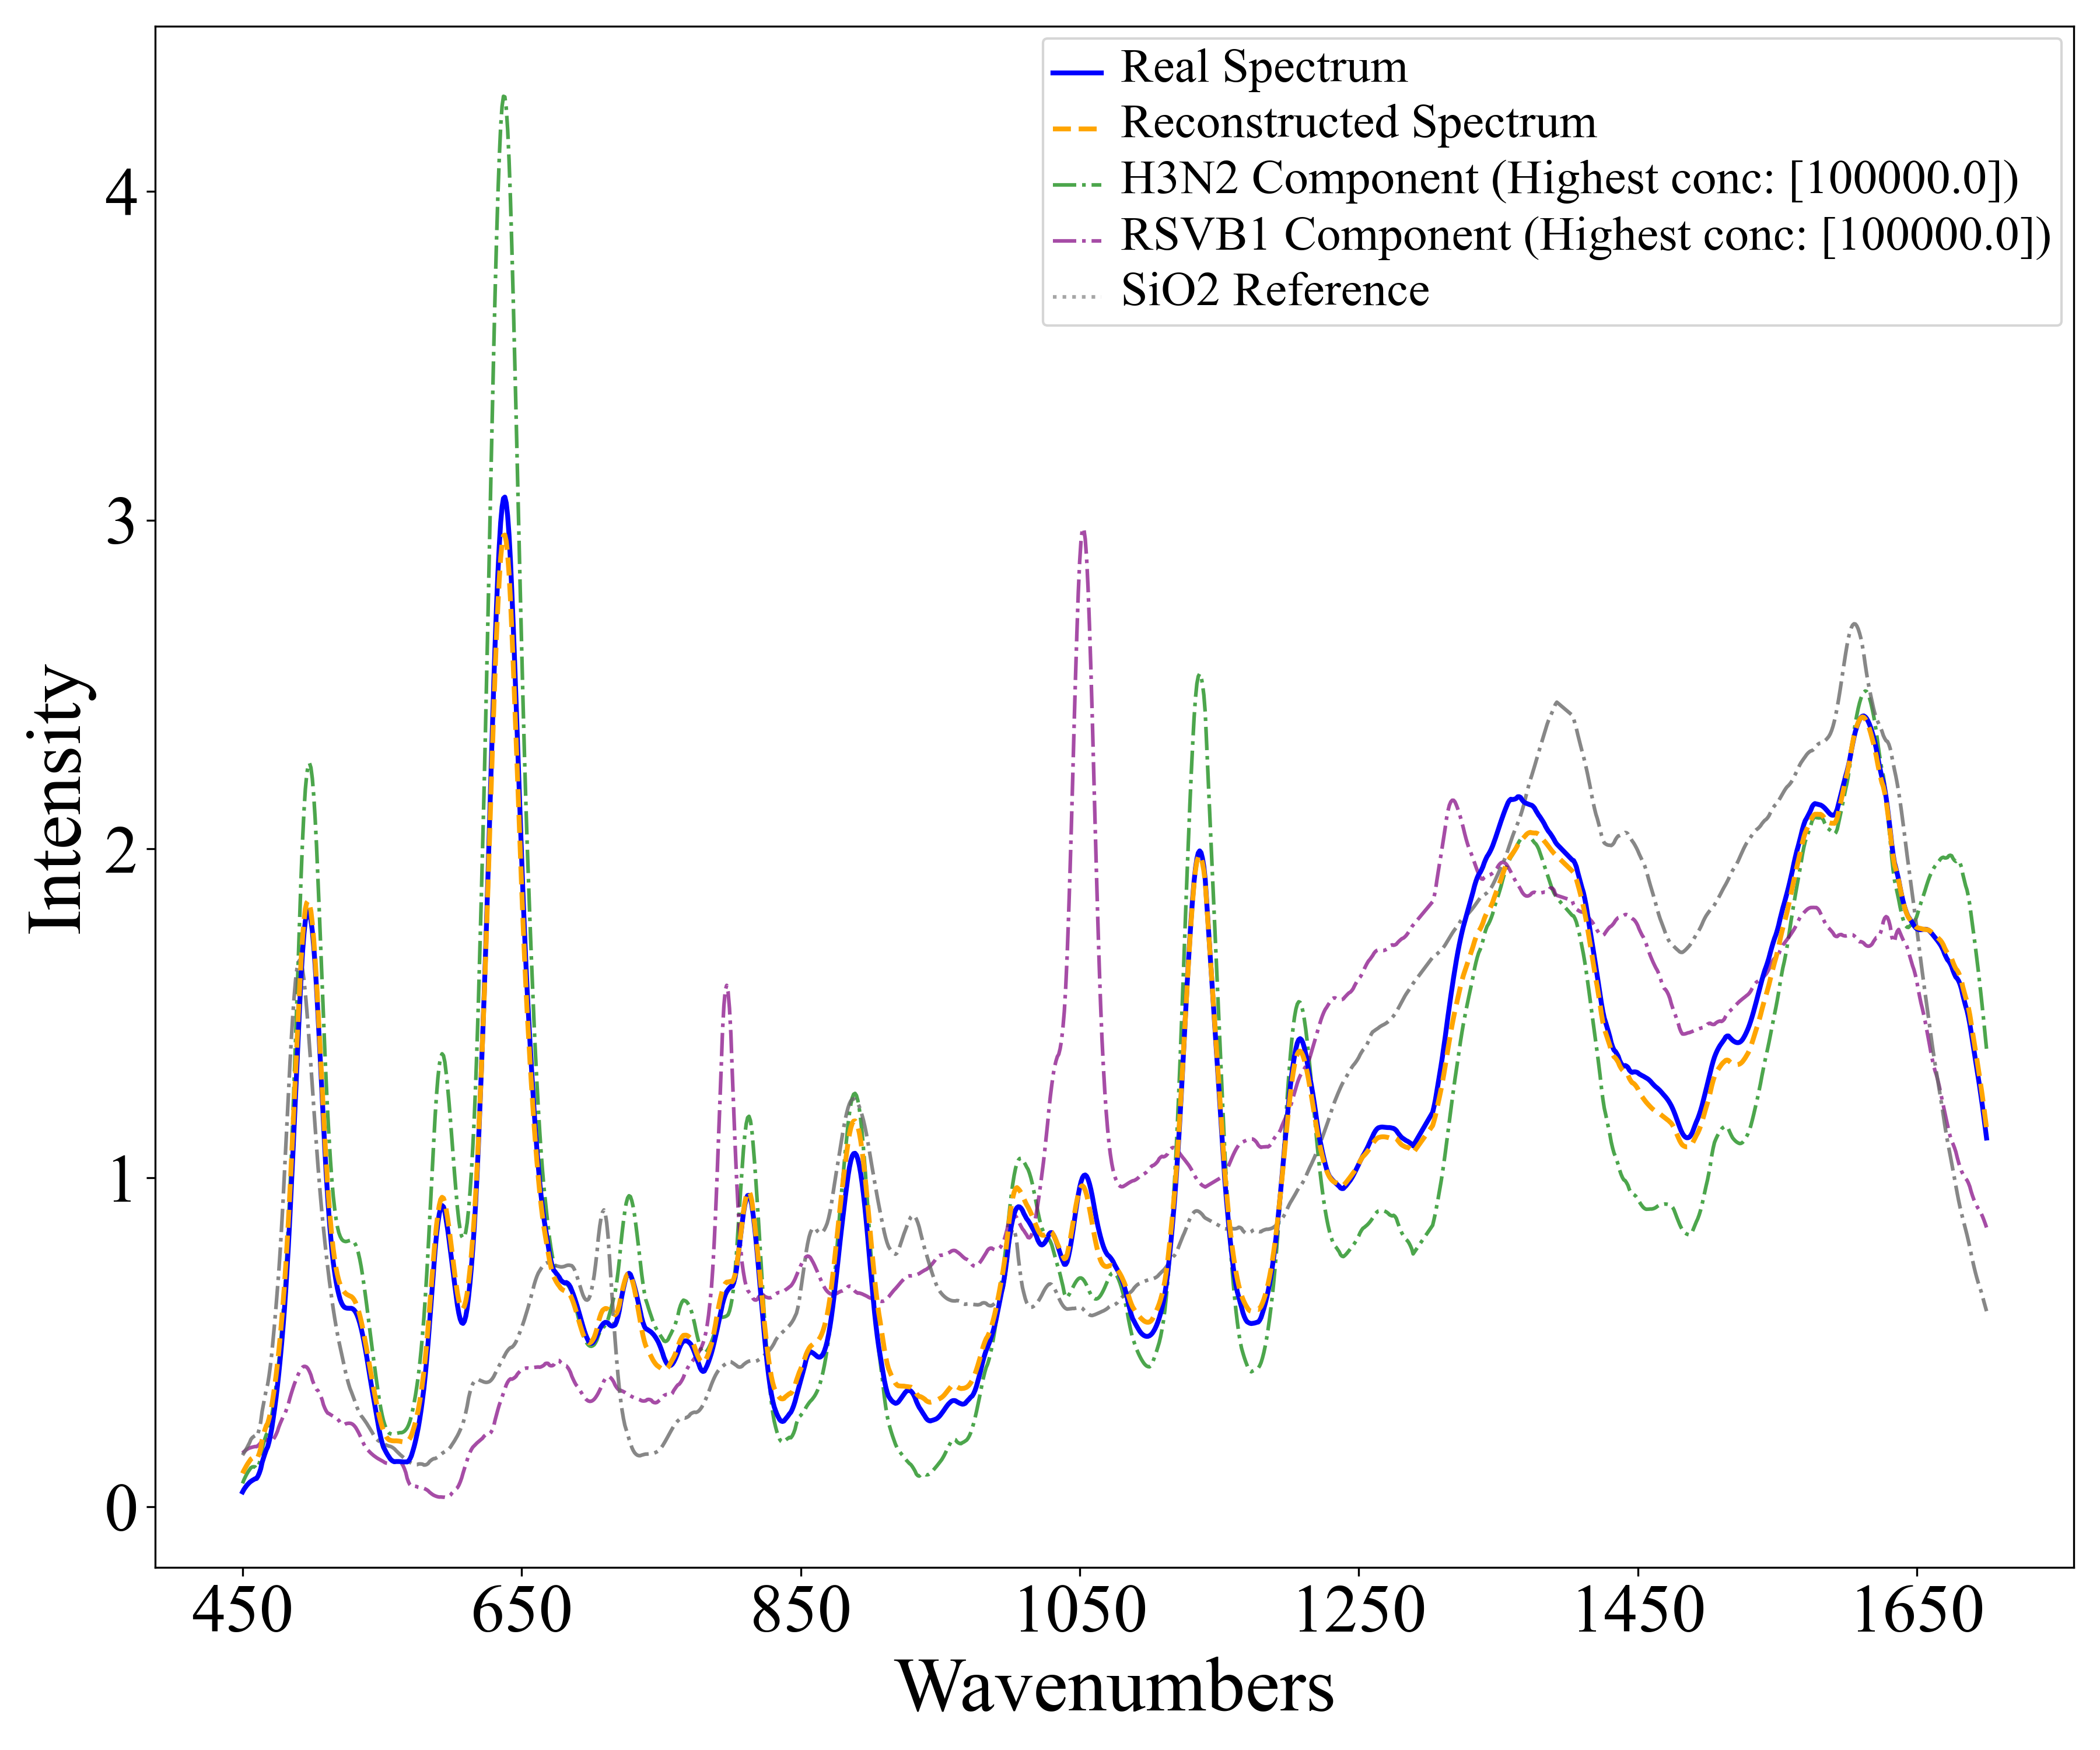 Real Spectrum
Reconstructed Spectrum
H3N2 Component (Highest conc: [100000.0])
RSVB1 Component (Highest conc: [100000.0])
SiO2 Reference
Intensity
4
3
2
1
0
450 650 850 1050 1250 1450 1650
Wavenumbers